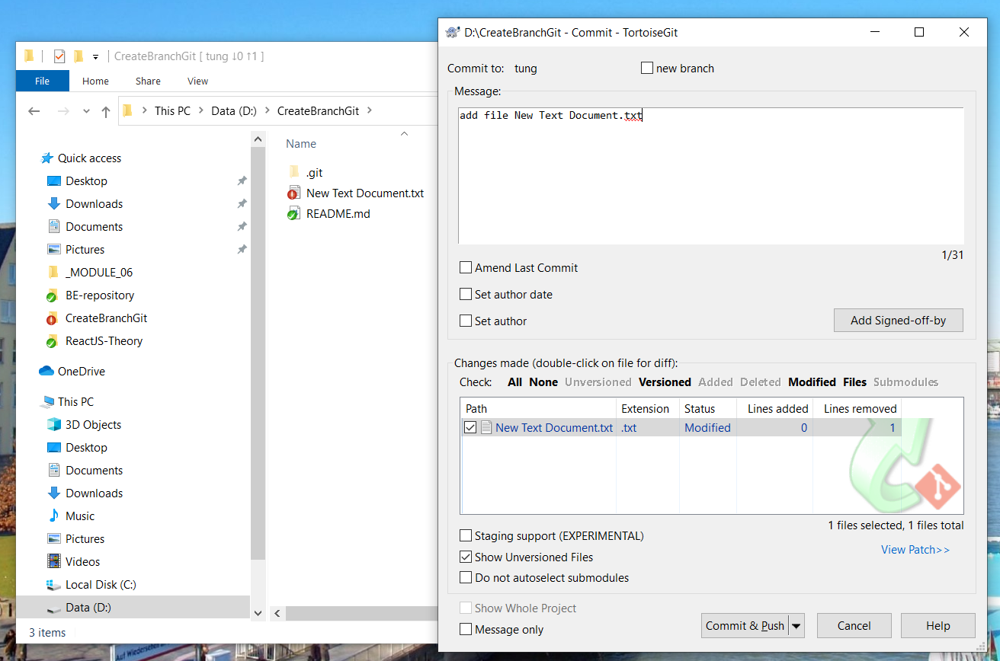 CreateBranchGit [ tung ↓0 ↑1 ]
File Home Share View
This PC > Data (D:) > CreateBranchGit >
Quick access
Desktop
Downloads
Documents
Pictures
_MODULE_06
BE-repository
CreateBranchGit
ReactJS-Theory
OneDrive
This PC
3D Objects
Desktop
Documents
Downloads
Music
Pictures
Videos
Local Disk (C:)
Data (D:)
Name
.git
New Text Document.txt
README.md
3 items
D:\CreateBranchGit - Commit - TortoiseGit
Commit to: tung new branch
Message:
add file New Text Document.txt
1/31
Amend Last Commit
Set author date
Set author Add Signed-off-by
Changes made (double-click on file for diff):
Check: All None Unversioned Versioned Added Deleted Modified Files Submodules
Path Extension Status Lines added Lines removed
New Text Document.txt .txt Modified 0 1
1 files selected, 1 files total
Staging support (EXPERIMENTAL)
View Patch>>
Show Unversioned Files
Do not autoselect submodules
Show Whole Project
Message only
Commit & Push Cancel Help
Auf Wiedersehen